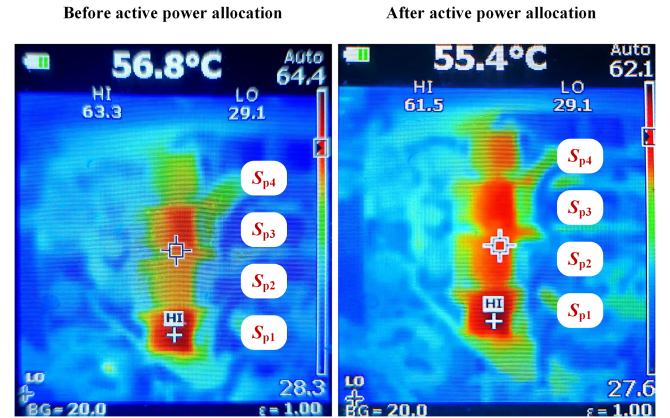 Before active power allocation
After active power allocation
56.8°C
Auto
64.4
HI
63.3
LO
29.1
Sp4
Sp3
Sp2
HI
Sp1
LO
28.3
BG=20.0
ε=1.00
55.4°C
Auto
62.1
HI
61.5
LO
29.1
Sp4
Sp3
Sp2
HI
Sp1
LO
27.6
BG=20.0
ε=1.00